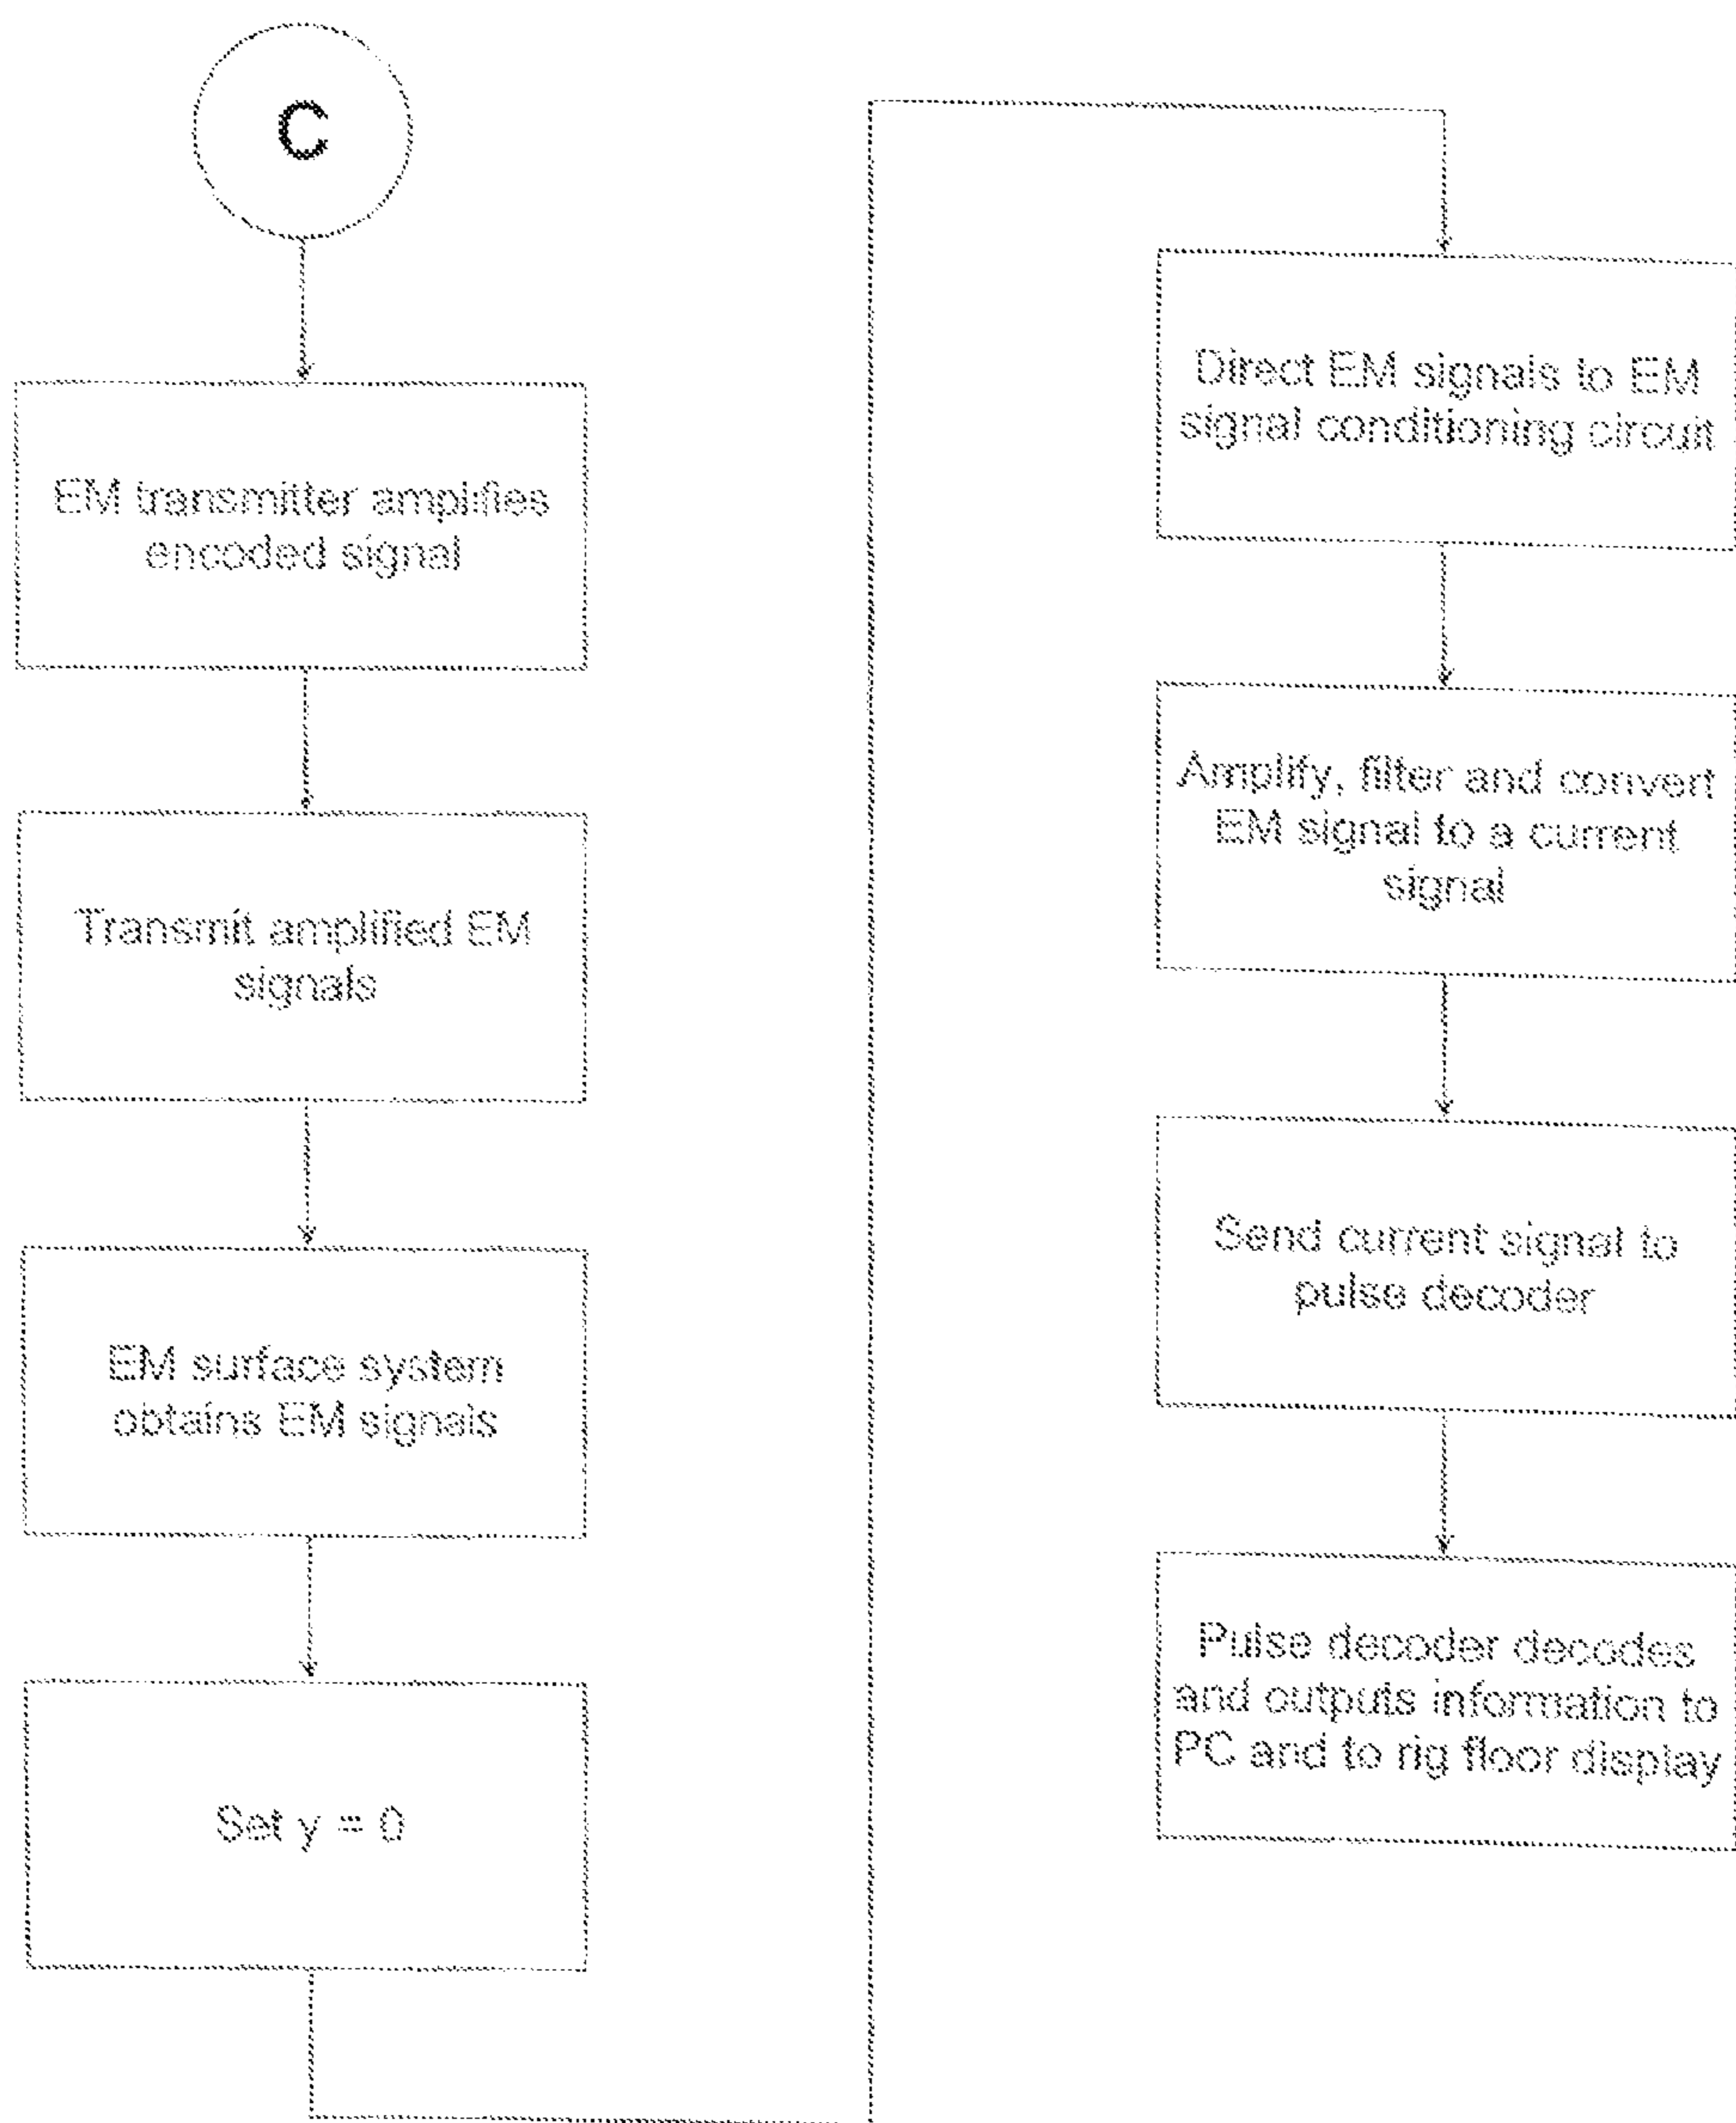 C
EM transmitter amplifies
encoded signal
Transmit amplified EM
signals
EM surface system
obtains EM signals
Set y = 0
Direct EM signals to EM
signal conditioning circuit
Amplify, filter and convert
EM signal to a current
signal
Send current signal to
pulse decoder
Pulse decoder decodes
and outputs information to
PC and to rig floor display